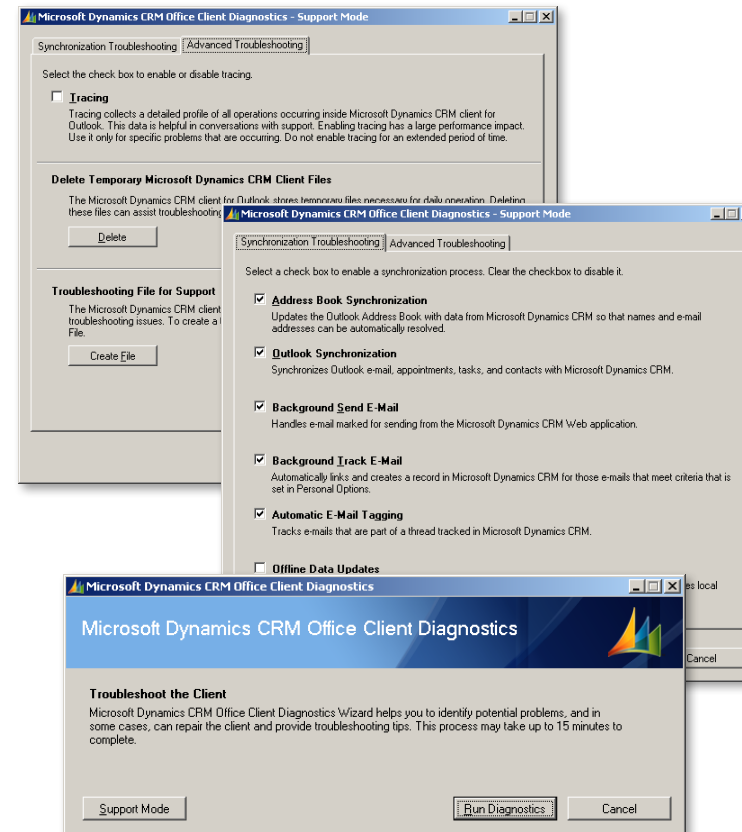 Microsoft Dynamics CRM Office Client Diagnostics - Support Mode
Synchronization Troubleshooting Advanced Troubleshooting
Select the check box to enable or disable tracing.
Tracing
Tracing collects a detailed profile of all operations occurring inside Microsoft Dynamics CRM client for
Outlook. This data is helpful in conversations with support. Enabling tracing has a large performance impact.
Use it only for specific problems that are occurring. Do not enable tracing for an extended period of time.
Delete Temporary Microsoft Dynamics CRM Client Files
The Microsoft Dynamics CRM client for Outlook stores temporary files necessary for daily operation. Deleting
these files can assist troubleshooting
Delete
Troubleshooting File for Support
The Microsoft Dynamics CRM client
troubleshooting issues. To create a
File.
Create File
Microsoft Dynamics CRM Office Client Diagnostics - Support Mode
Synchronization Troubleshooting Advanced Troubleshooting
Select a check box to enable a synchronization process. Clear the checkbox to disable it.
Address Book Synchronization
Updates the Outlook Address Book with data from Microsoft Dynamics CRM so that names and e-mail
addresses can be automatically resolved.
Outlook Synchronization
Synchronizes Outlook e-mail, appointments, tasks, and contacts with Microsoft Dynamics CRM.
Background Send E-Mail
Handles e-mail marked for sending from the Microsoft Dynamics CRM Web application.
Background Track E-Mail
Automatically links and creates a record in Microsoft Dynamics CRM for those e-mails that meet criteria that is
set in Personal Options.
Automatic E-Mail Tagging
Tracks e-mails that are part of a thread tracked in Microsoft Dynamics CRM.
Offline Data Updates
local
Cancel
Microsoft Dynamics CRM Office Client Diagnostics
Microsoft Dynamics CRM Office Client Diagnostics
Troubleshoot the Client
Microsoft Dynamics CRM Office Client Diagnostics Wizard helps you to identify potential problems, and in
some cases, can repair the client and provide troubleshooting tips. This process may take up to 15 minutes to
complete.
Support Mode Run Diagnostics Cancel